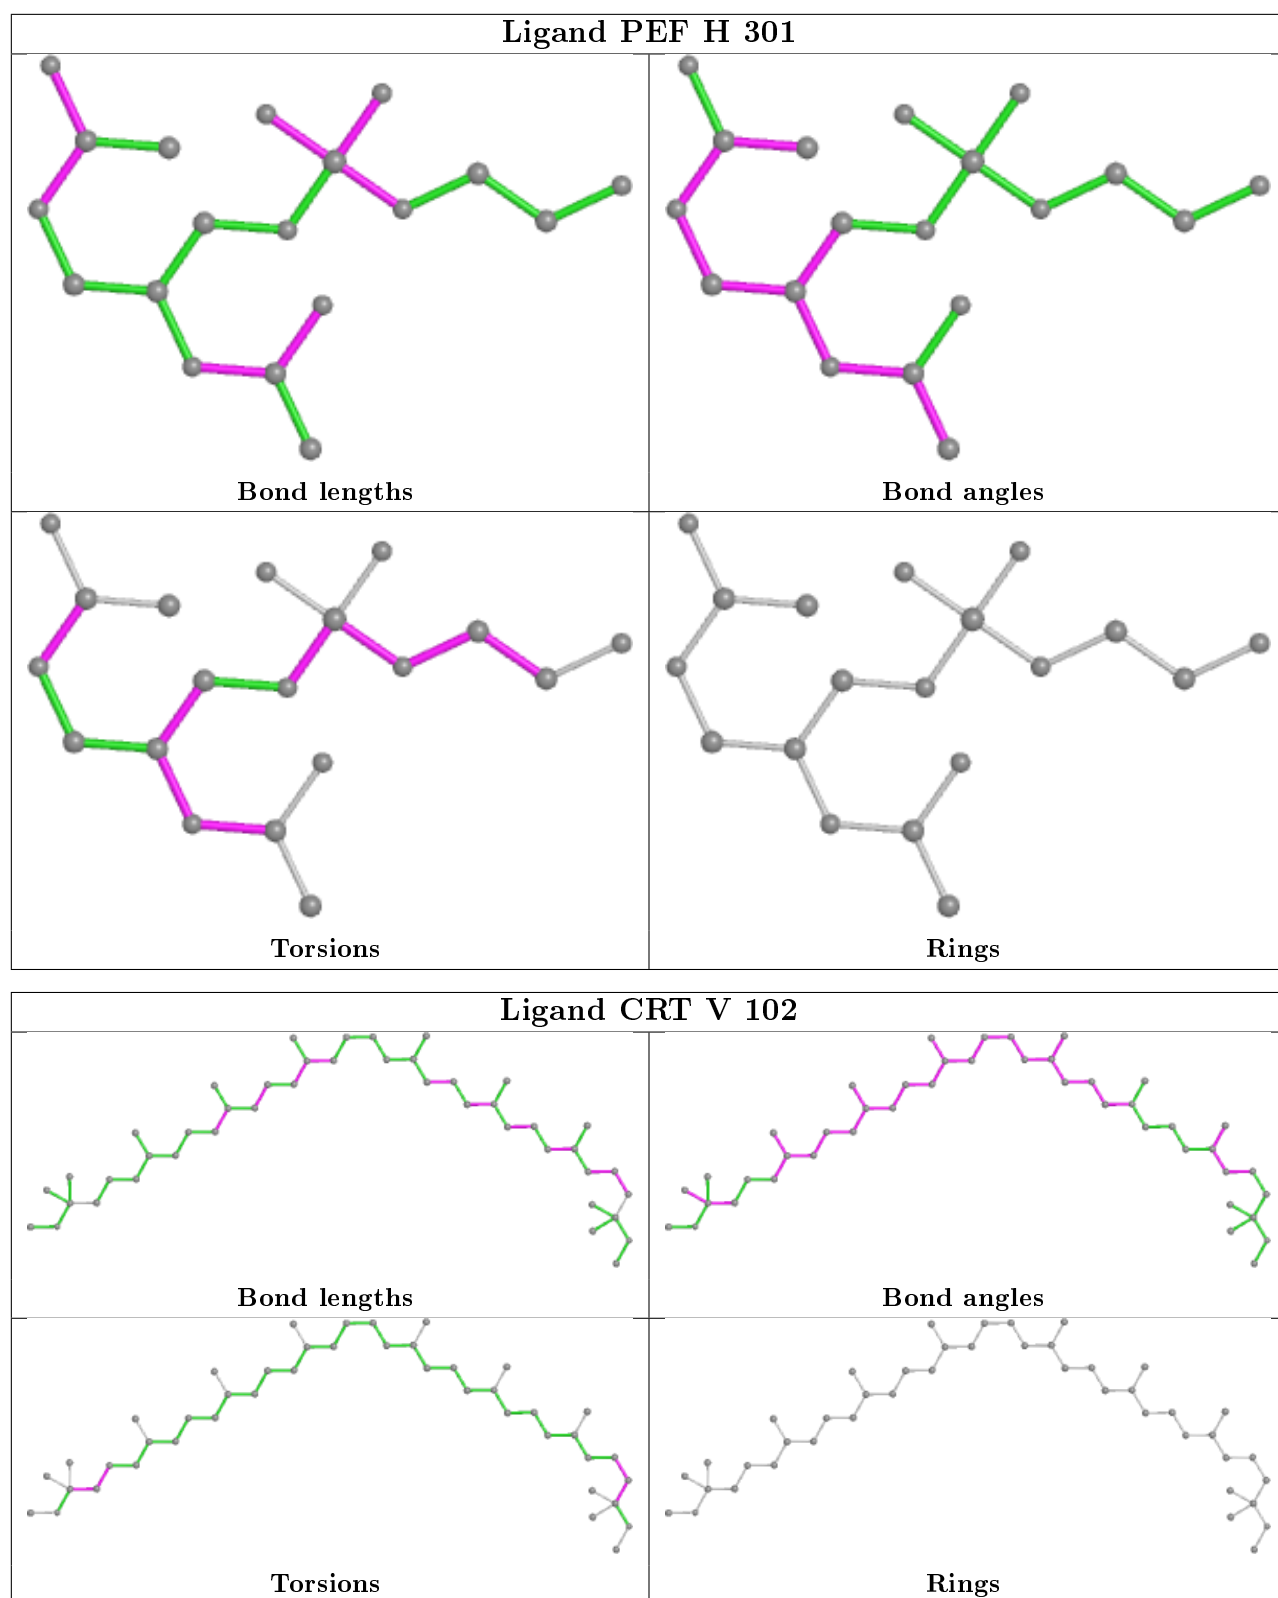 Ligand PEF H 301
Bond lengths
Bond angles
Torsions
Rings
Ligand CRT V 102
Bond lengths
Bond angles
Torsions
Rings